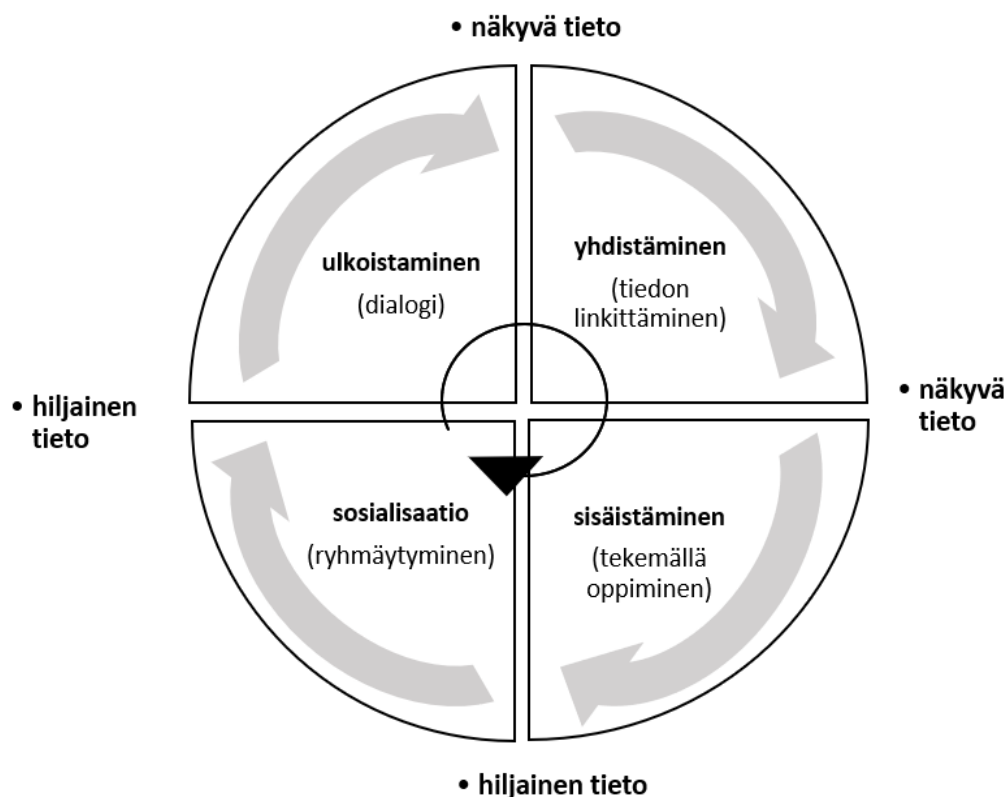 • näkyvä tieto
ulkoistaminen
(dialogi)
yhdistäminen
(tiedon
linkittäminen)
• hiljainen
tieto
• näkyvä
tieto
sosialisaatio
(ryhmäytyminen)
sisäistäminen
(tekemällä
oppiminen)
• hiljainen tieto